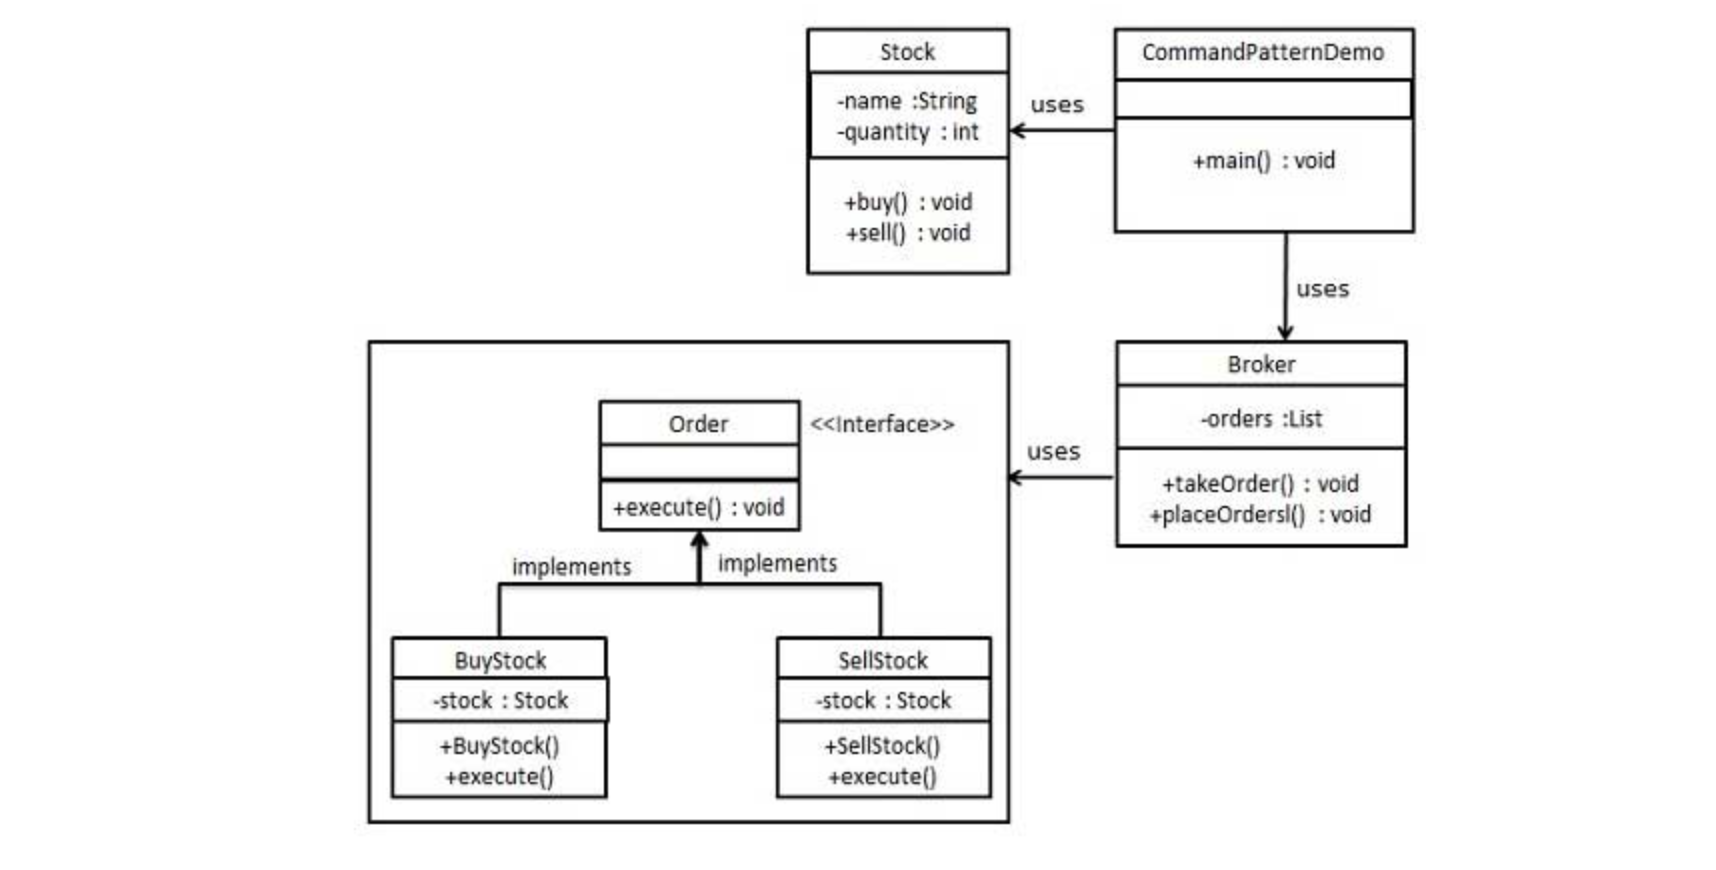 Stock
-name :String
-quantity : int
+buy() : void
+sell() : void
uses
CommandPatternDemo
+main() : void
uses
Broker
-orders :List
+takeOrder() : void
+placeOrdersl() : void
uses
Order
<<Interface>>
+execute() : void
implements
implements
BuyStock
-stock : Stock
+BuyStock()
+execute()
SellStock
-stock : Stock
+SellStock()
+execute()